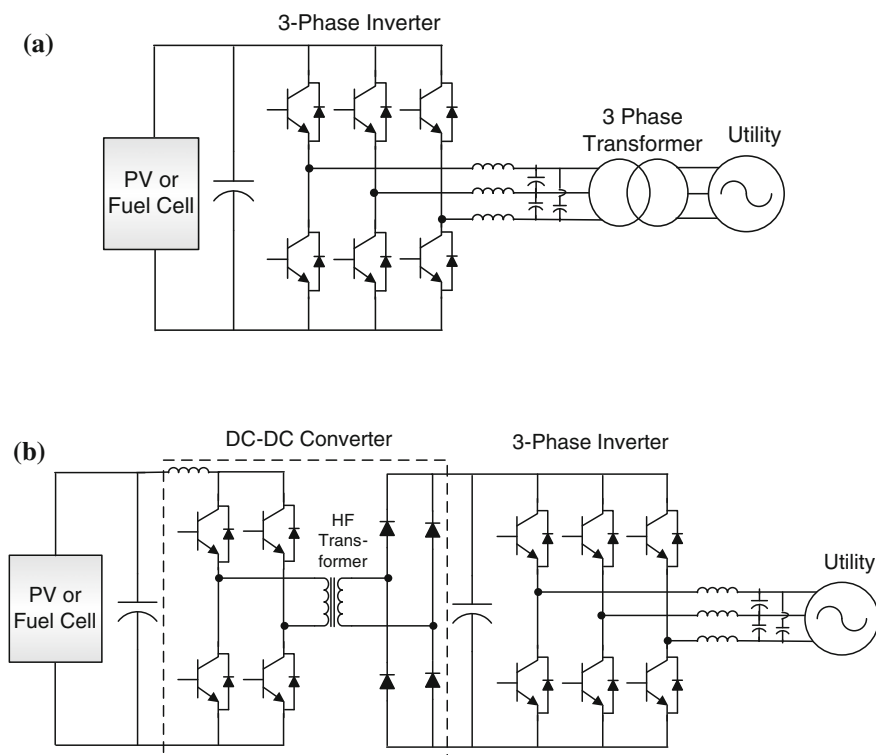 (a)
3-Phase Inverter
PV or
Fuel Cell
3 Phase
Transformer
Utility
(b)
DC-DC Converter
3-Phase Inverter
HF
Trans-
former
PV or
Fuel Cell
Utility